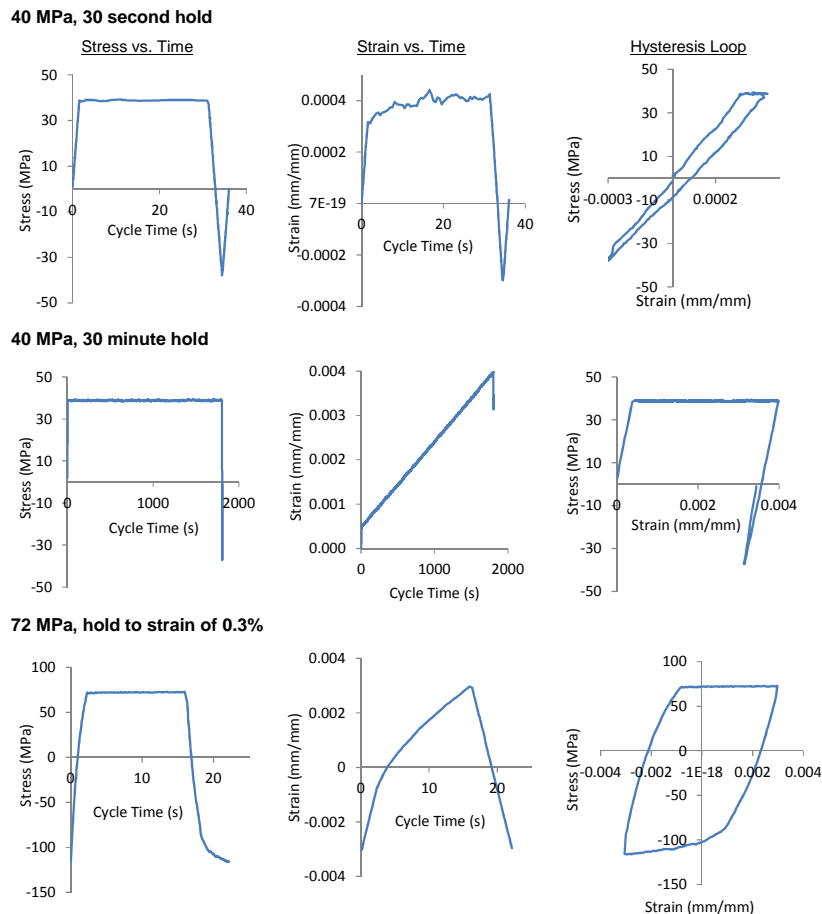 40 MPa, 30 second hold
Stress vs. Time
Strain vs. Time
Hysteresis Loop
50
30
10
-10
-30
-50
0
20
40
Stress (MPa)
Cycle Time (s)
0.0004
0.0002
7E-19
-0.0002
-0.0004
0
20
40
Strain (mm/mm)
Cycle Time (s)
50
30
10
-10
-30
-50
-0.0003
0.0002
Stress (MPa)
Strain (mm/mm)
40 MPa, 30 minute hold
50
30
10
-10
-30
-50
0
1000
2000
Stress (MPa)
Cycle Time (s)
0.004
0.003
0.002
0.001
0.000
0
1000
2000
Strain (mm/mm)
Cycle Time (s)
50
30
10
-10
-30
-50
0
0.002
0.004
Stress (MPa)
Strain (mm/mm)
72 MPa, hold to strain of 0.3%
100
50
0
-50
-100
-150
0
10
20
Stress (MPa)
Cycle Time (s)
0.004
0.002
0
-0.002
-0.004
0
10
20
Strain (mm/mm)
Cycle Time (s)
100
50
0
-50
-100
-150
-0.004
-0.002
-1E-18
0.002
0.004
Stress (MPa)
Strain (mm/mm)